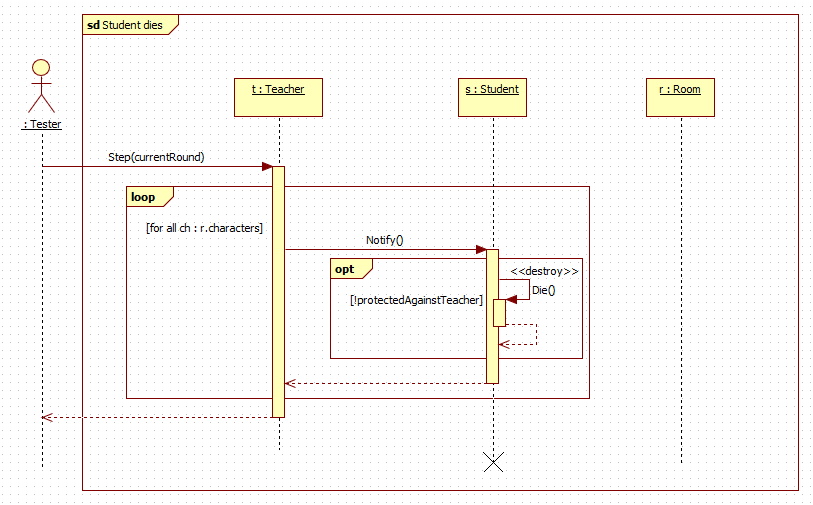 sd Student dies
: Tester
t : Teacher
s : Student
r : Room
Step(currentRound)
loop
[for all ch : r.characters]
Notify()
opt
<<destroy>>
Die()
[!protectedAgainstTeacher]